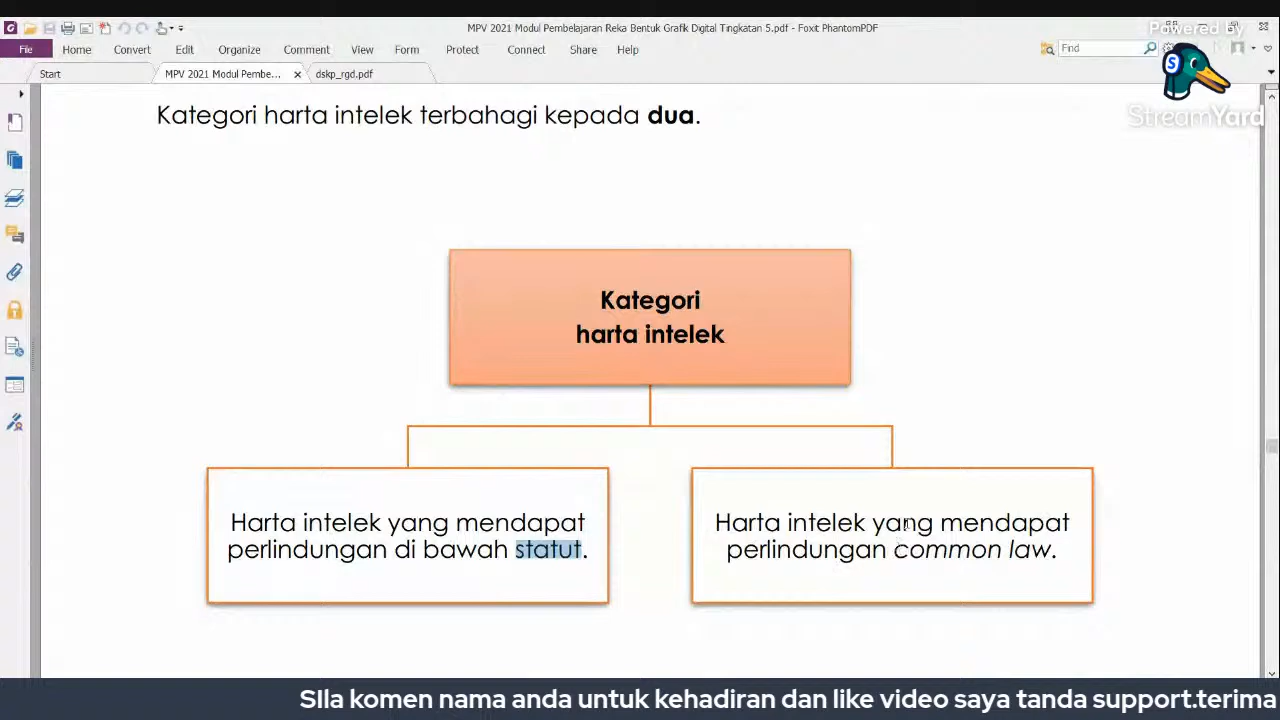 MPV 2021 Modul Pembelajaran Reka Bentuk Grafik Digital Tingkatan 5.pdf - Foxit PhantomPDF
Powered by
File Home Convert Edit Organize Comment View Form Protect Connect Share Help Find
StreamYard
Start MPV 2021 Modul Pembe... dskp_rgd.pdf
Kategori harta intelek terbahagi kepada dua.
Kategori
harta intelek
Harta intelek yang mendapat
perlindungan di bawah statut.
Harta intelek yang mendapat
perlindungan common law.
SIla komen nama anda untuk kehadiran dan like video saya tanda support.terima